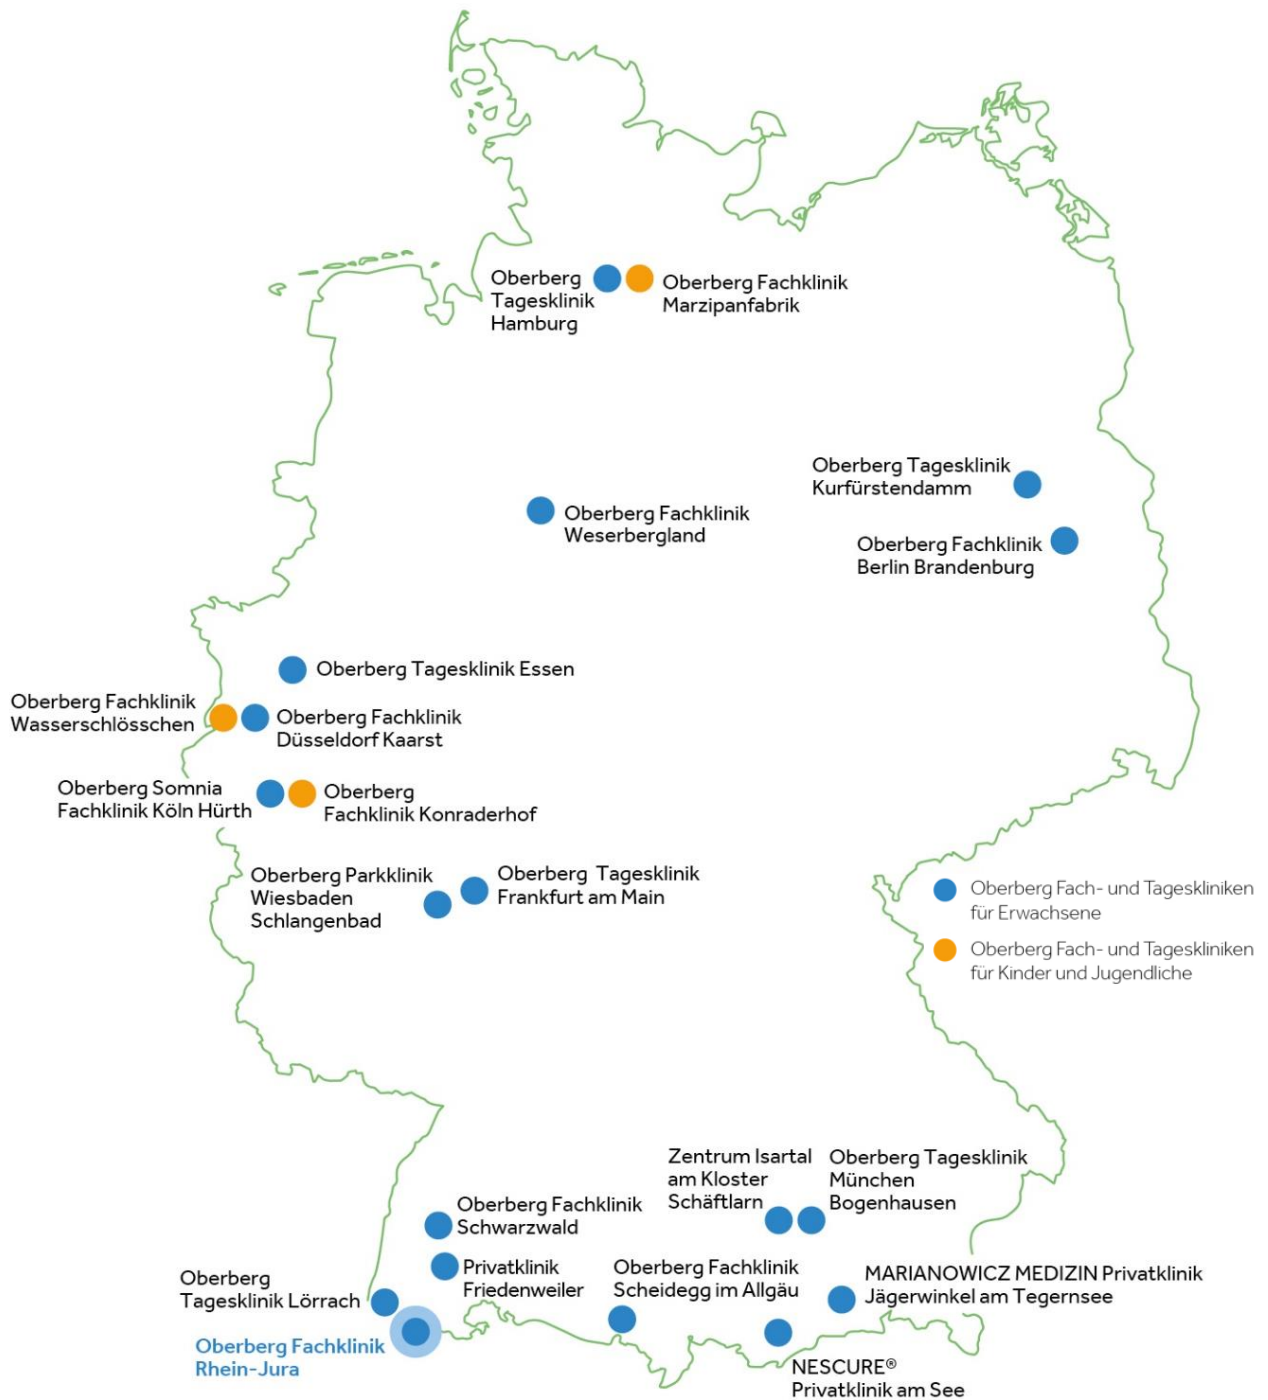 Oberberg
Tagesklinik
Hamburg
Oberberg Fachklinik
Marzipanfabrik
Oberberg Tagesklinik
Kurfürstendamm
Oberberg Fachklinik
Weserbergland
Oberberg Fachklinik
Berlin Brandenburg
Oberberg Tagesklinik Essen
Oberberg Fachklinik
Wasserschlösschen
Oberberg Fachklinik
Düsseldorf Kaarst
Oberberg Somnia
Fachklinik Köln Hürth
Oberberg
Fachklinik Konraderhof
Oberberg Parkklinik
Wiesbaden
Schlangenbad
Oberberg Tagesklinik
Frankfurt am Main
Oberberg Fach- und Tageskliniken
für Erwachsene
Oberberg Fach- und Tageskliniken
für Kinder und Jugendliche
Zentrum Isartal
am Kloster
Schäftlarn
Oberberg Tagesklinik
München
Bogenhausen
Oberberg Fachklinik
Schwarzwald
Privatklinik
Friedenweiler
Oberberg Fachklinik
Scheidegg im Allgäu
MARIANOWICZ MEDIZIN Privatklinik
Jägerwinkel am Tegernsee
Oberberg
Tagesklinik Lörrach
Oberberg Fachklinik
Rhein-Jura
NESCURE®
Privatklinik am See